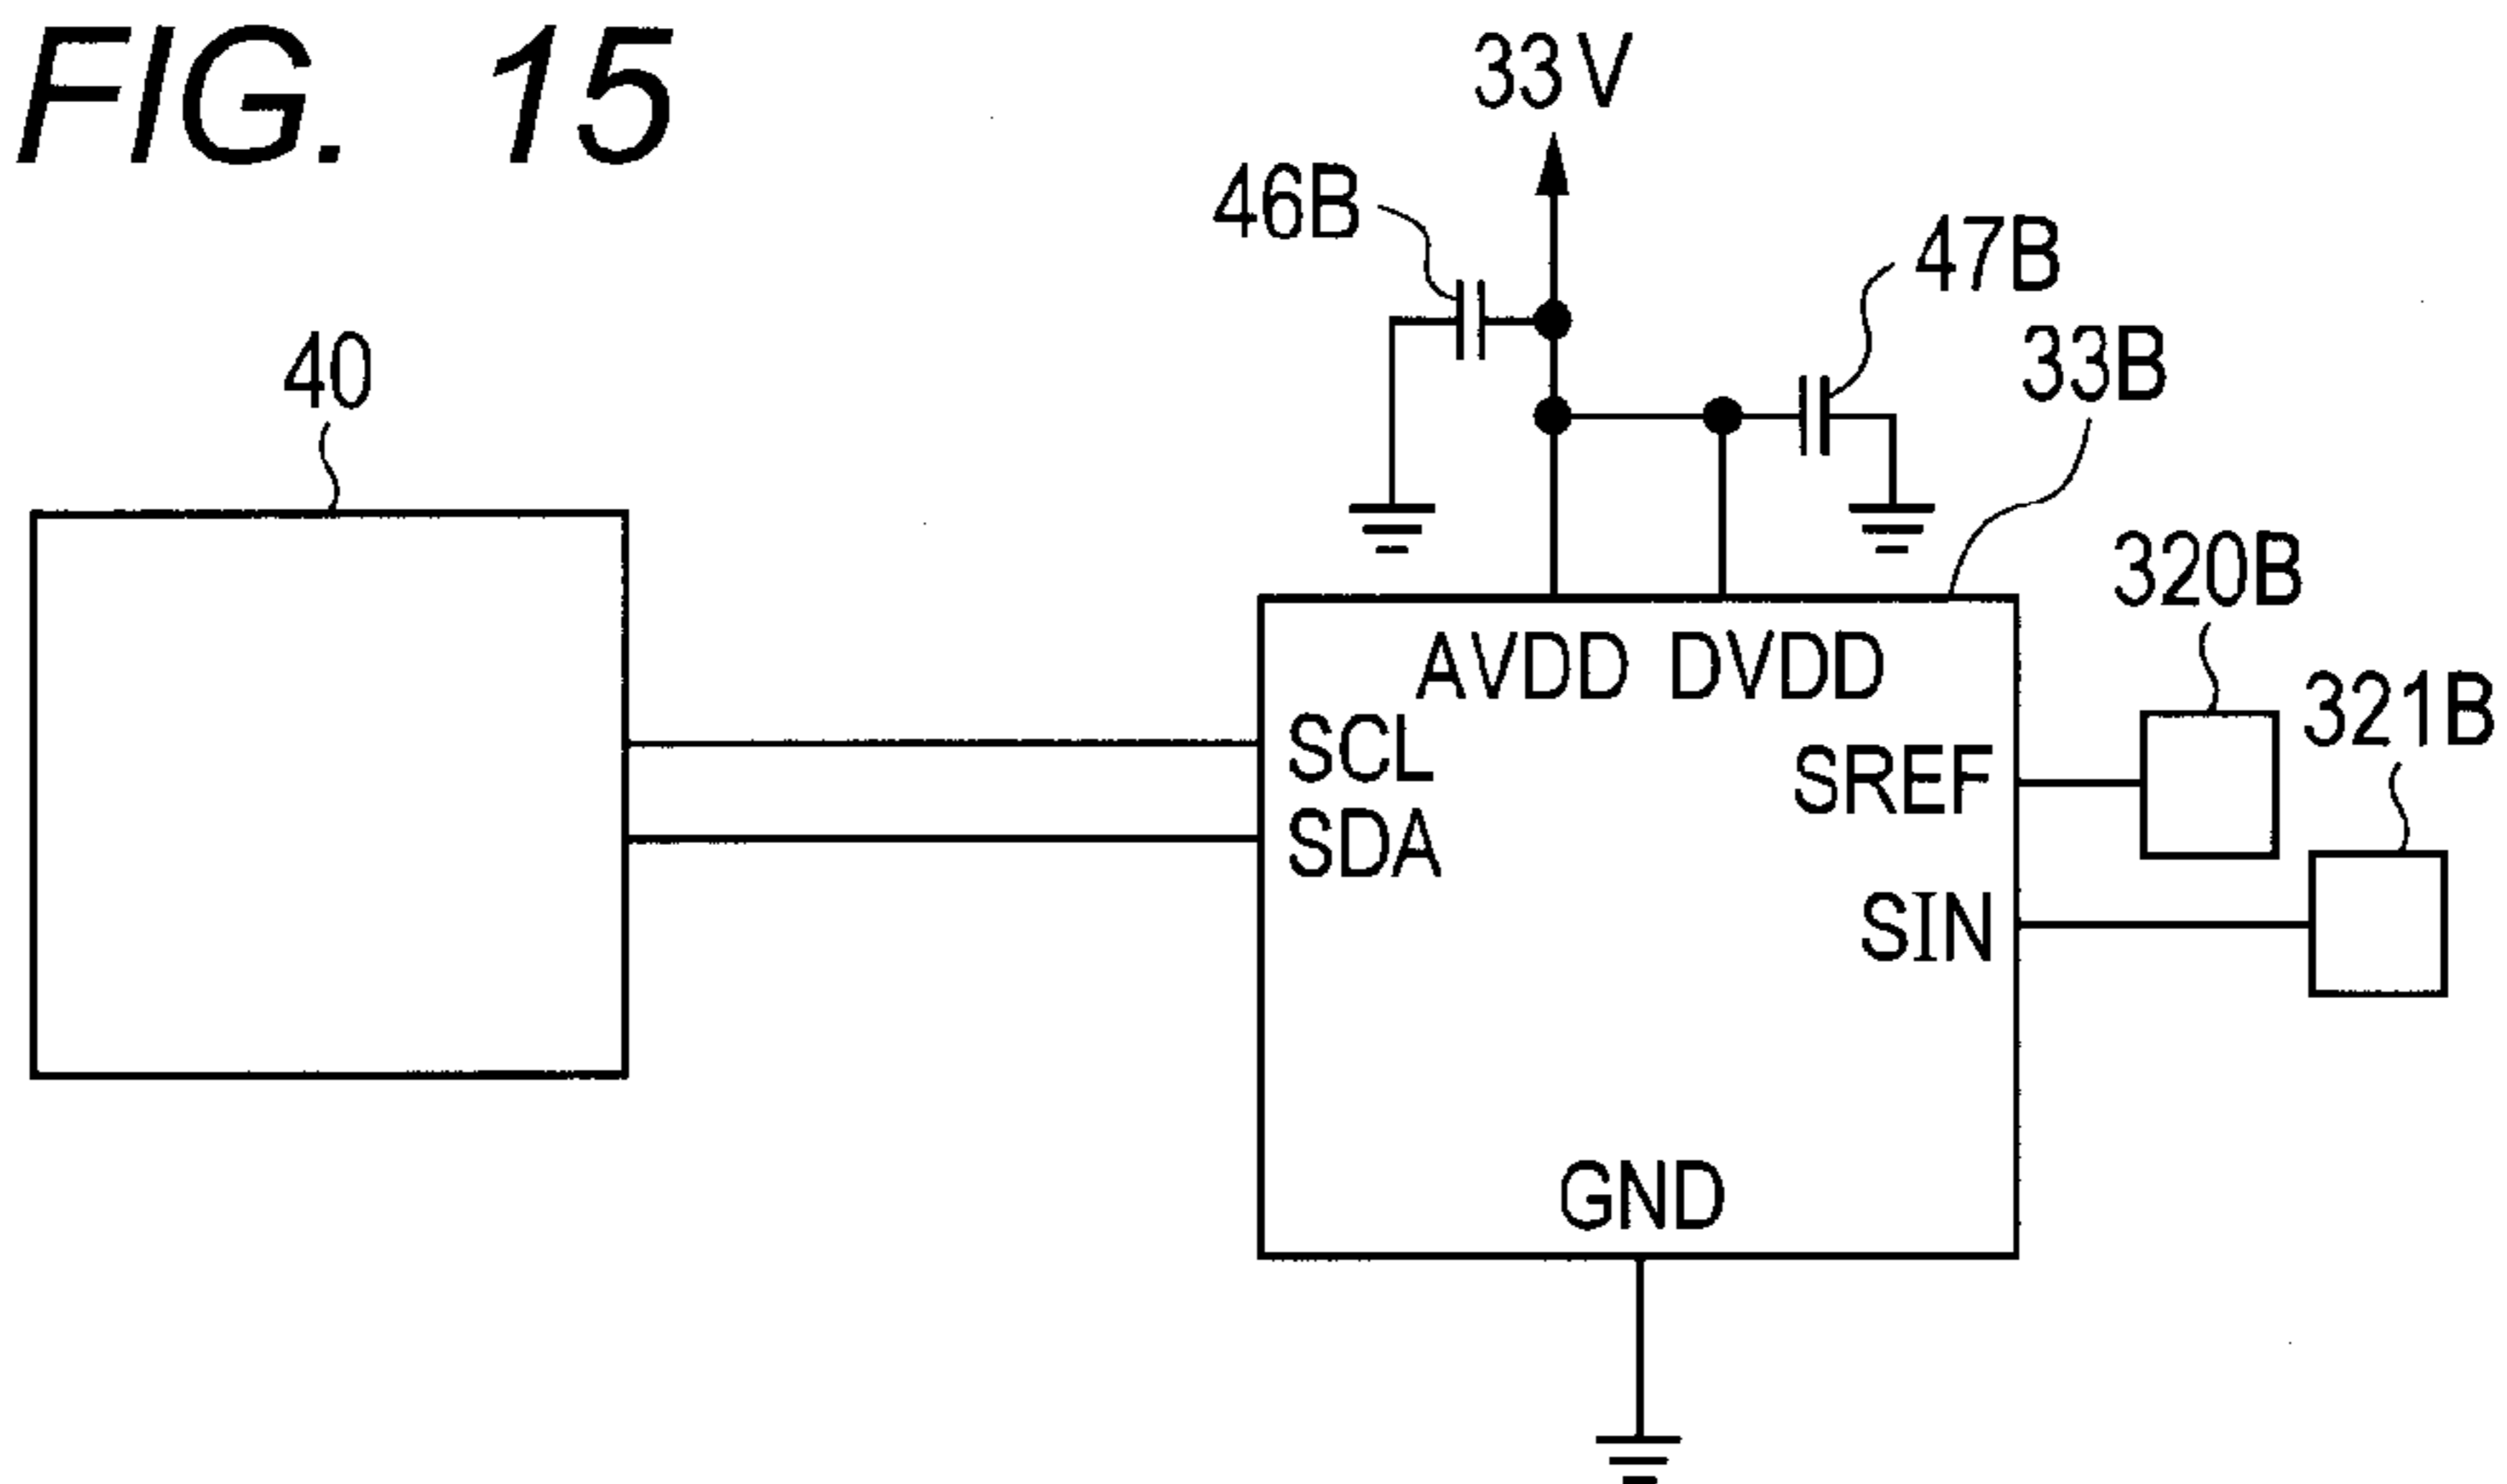 FIG. 15
33V
46B
47B
40
33B
320B
321B
AVDD DVDD
SCL
SREF
SDA
SIN
GND